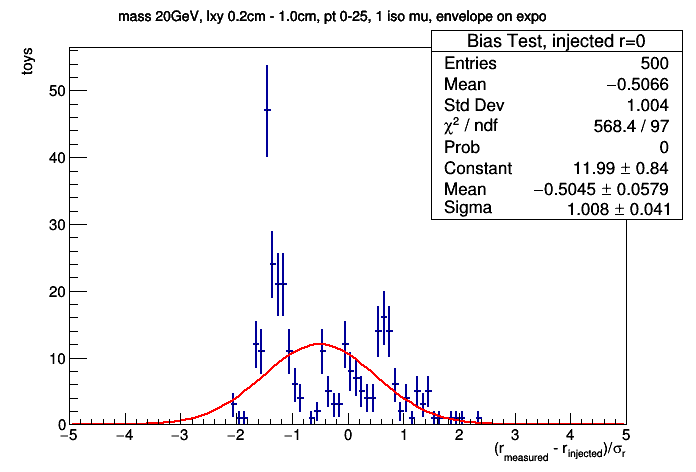 mass 20GeV, lxy 0.2cm - 1.0cm, pt 0-25, 1 iso mu, envelope on expo
Bias Test, injected r=0
Entries 500
Mean −0.5066
Std Dev 1.004
χ² / ndf 568.4 / 97
Prob 0
Constant 11.99 ± 0.84
Mean −0.5045 ± 0.0579
Sigma 1.008 ± 0.041
toys
50
40
30
20
10
0
−5 −4 −3 −2 −1 0 1 2 3 4 5
(r_measured - r_injected)/σ_r